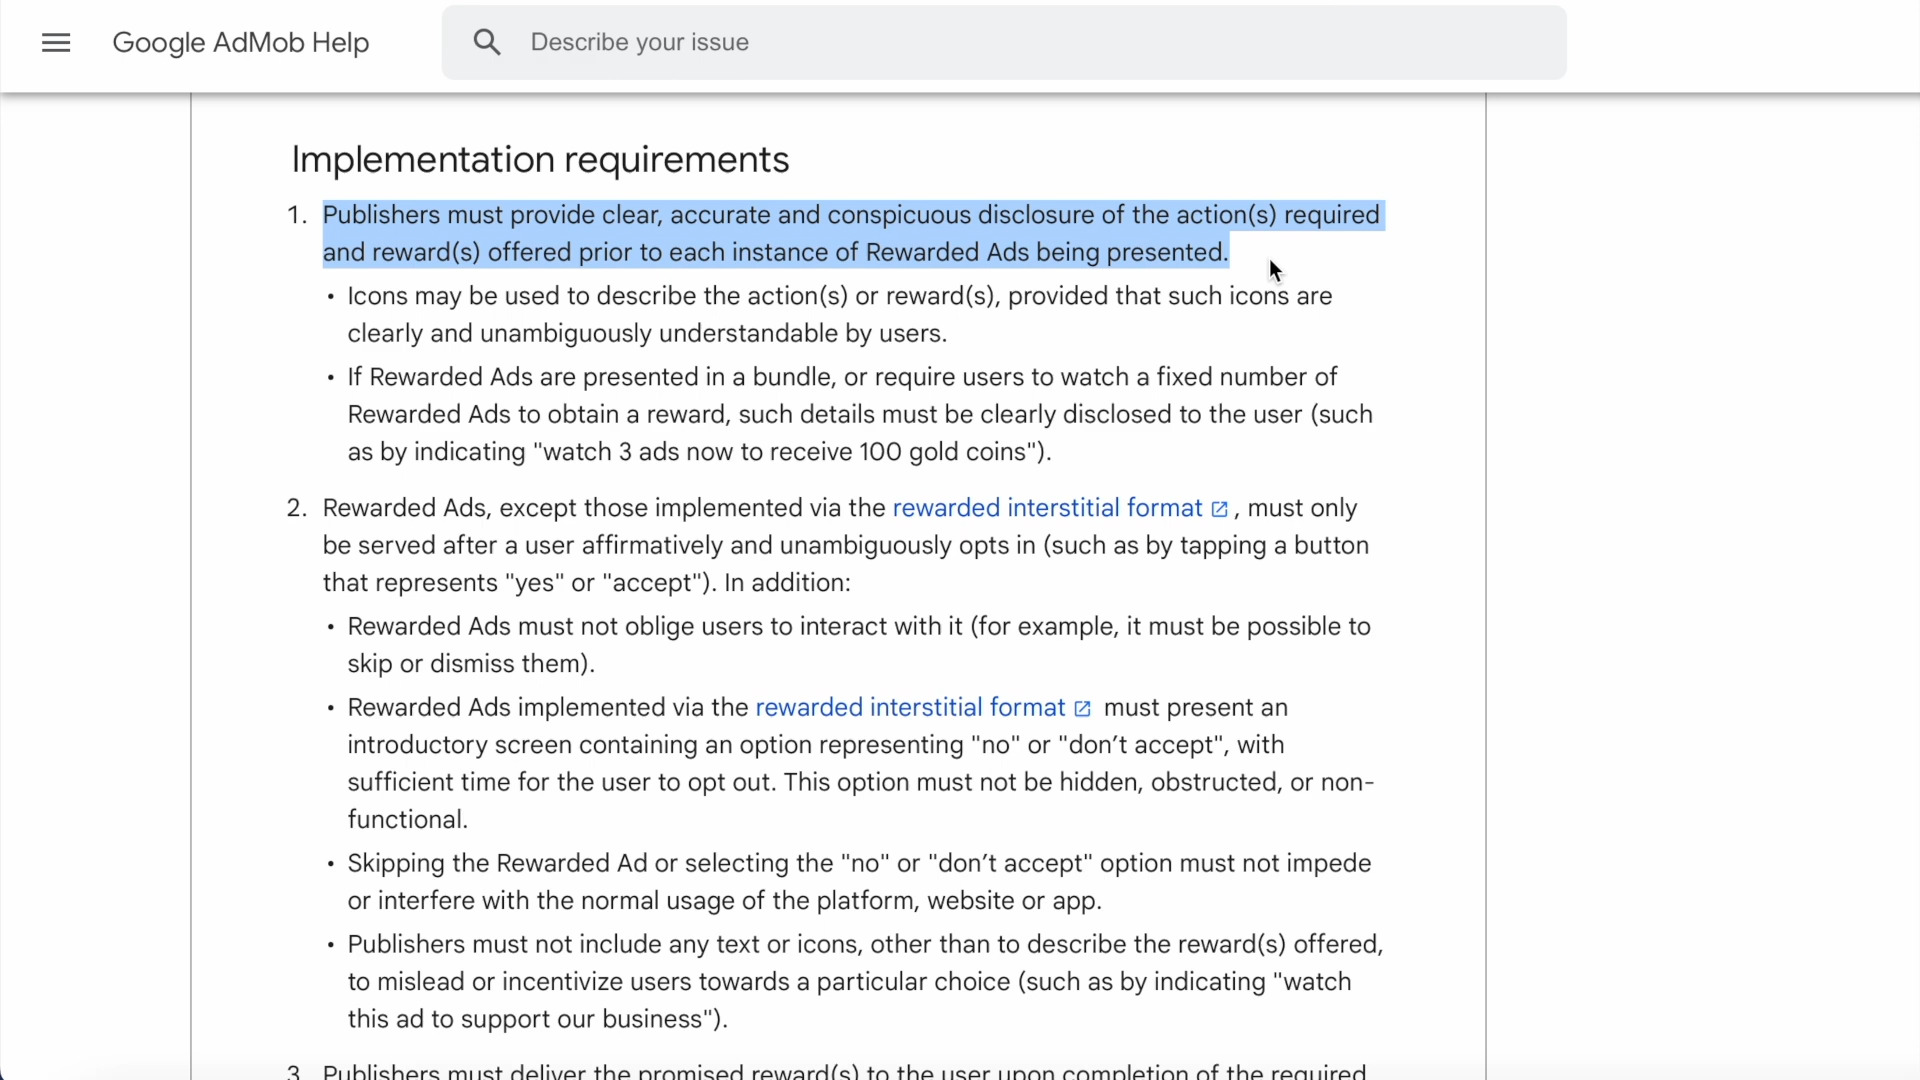 Google AdMob Help
Describe your issue
Implementation requirements
1. Publishers must provide clear, accurate and conspicuous disclosure of the action(s) required
and reward(s) offered prior to each instance of Rewarded Ads being presented.
• Icons may be used to describe the action(s) or reward(s), provided that such icons are
clearly and unambiguously understandable by users.
• If Rewarded Ads are presented in a bundle, or require users to watch a fixed number of
Rewarded Ads to obtain a reward, such details must be clearly disclosed to the user (such
as by indicating "watch 3 ads now to receive 100 gold coins").
2. Rewarded Ads, except those implemented via the rewarded interstitial format , must only
be served after a user affirmatively and unambiguously opts in (such as by tapping a button
that represents "yes" or "accept"). In addition:
• Rewarded Ads must not oblige users to interact with it (for example, it must be possible to
skip or dismiss them).
• Rewarded Ads implemented via the rewarded interstitial format must present an
introductory screen containing an option representing "no" or "don’t accept", with
sufficient time for the user to opt out. This option must not be hidden, obstructed, or non-
functional.
• Skipping the Rewarded Ad or selecting the "no" or "don’t accept" option must not impede
or interfere with the normal usage of the platform, website or app.
• Publishers must not include any text or icons, other than to describe the reward(s) offered,
to mislead or incentivize users towards a particular choice (such as by indicating "watch
this ad to support our business").
3. Publishers must deliver the promised reward(s) to the user upon completion of the required